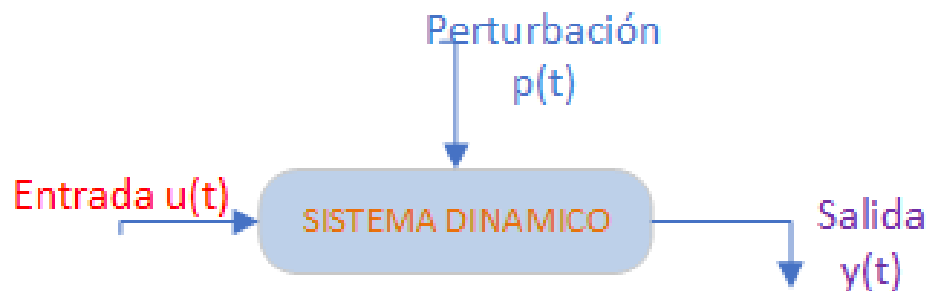 Perturbación
p(t)
Entrada u(t)
SISTEMA DINAMICO
Salida
y(t)